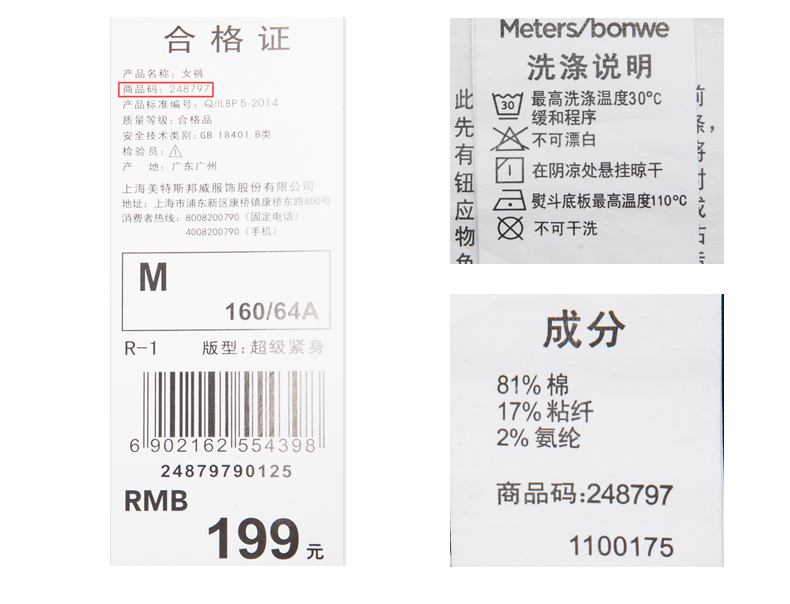 合格证
产品名称：女裤
商品码：248797
产品标准编号：Q/ILBP 5-2014
质量等级：合格品
安全技术类别：GB 18401 B类
检验员：
产 地：广东广州
上海美特斯邦威服饰股份有限公司
地址：上海市浦东新区康桥镇康桥东路800号
消费者热线：8008200790（固定电话）
4008200790（手机）
M
160/64A
R-1 版型：超级紧身
6 902162 554398
24879790125
RMB
199元
Meters/bonwe
洗涤说明
30 最高洗涤温度30℃
缓和程序
不可漂白
在阴凉处悬挂晾干
熨斗底板最高温度110℃
不可干洗
此
先
有
钮
应
物
成分
81% 棉
17% 粘纤
2% 氨纶
商品码:248797
1100175